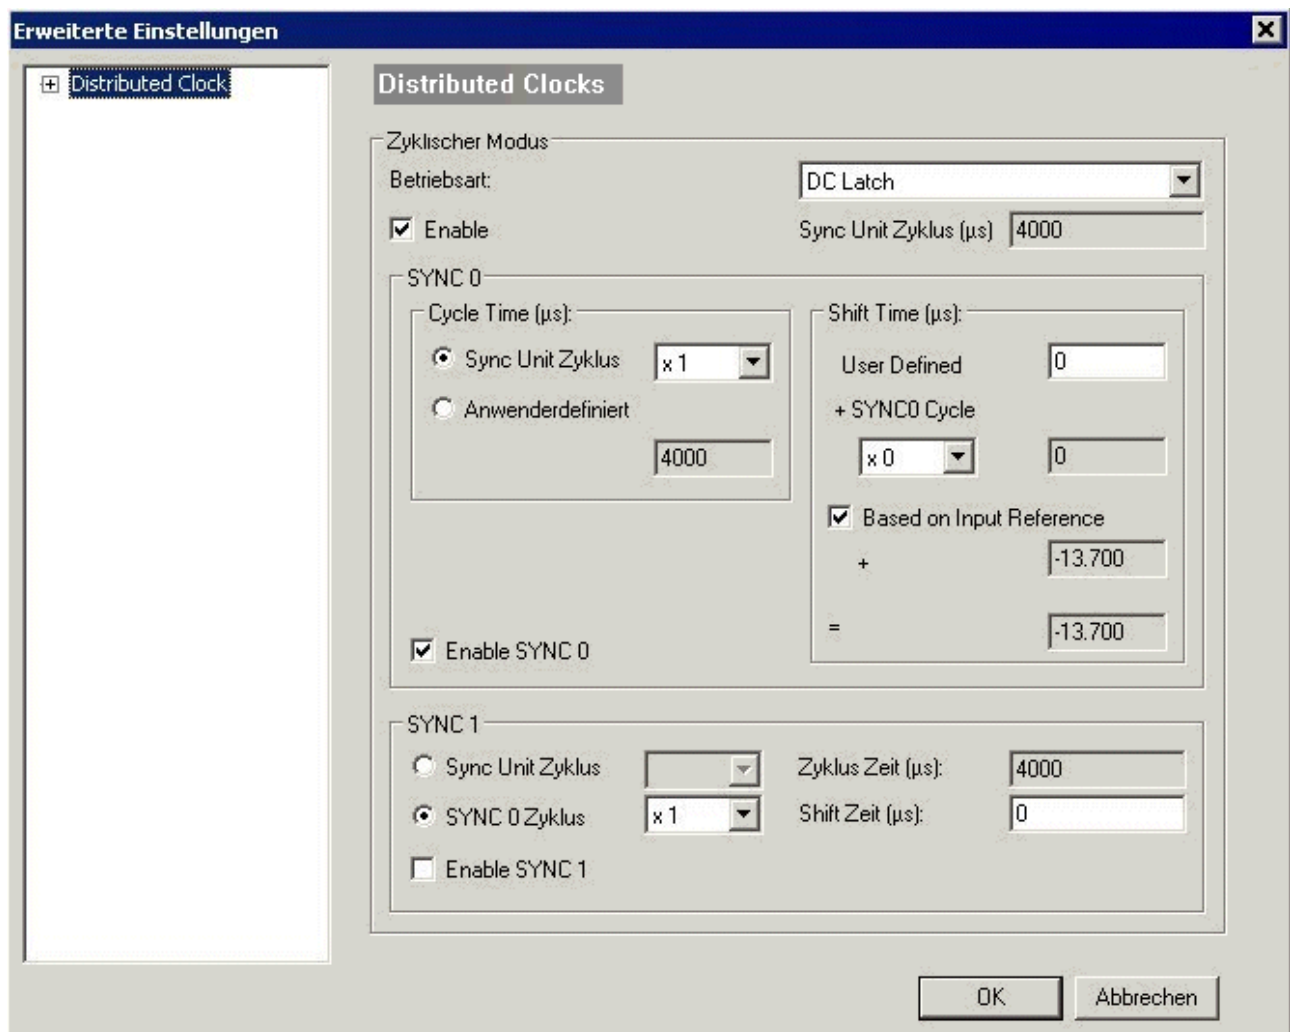 Erweiterte Einstellungen
Distributed Clock
Distributed Clocks
Zyklischer Modus
Betriebsart:
DC Latch
Enable
Sync Unit Zyklus (µs)
4000
SYNC 0
Cycle Time (µs):
Sync Unit Zyklus
x 1
Anwenderdefiniert
4000
Shift Time (µs):
User Defined
0
+ SYNC0 Cycle
x 0
0
Based on Input Reference
+
-13.700
=
-13.700
Enable SYNC 0
SYNC 1
Sync Unit Zyklus
Zyklus Zeit (µs):
4000
SYNC 0 Zyklus
x 1
Shift Zeit (µs):
0
Enable SYNC 1
OK
Abbrechen